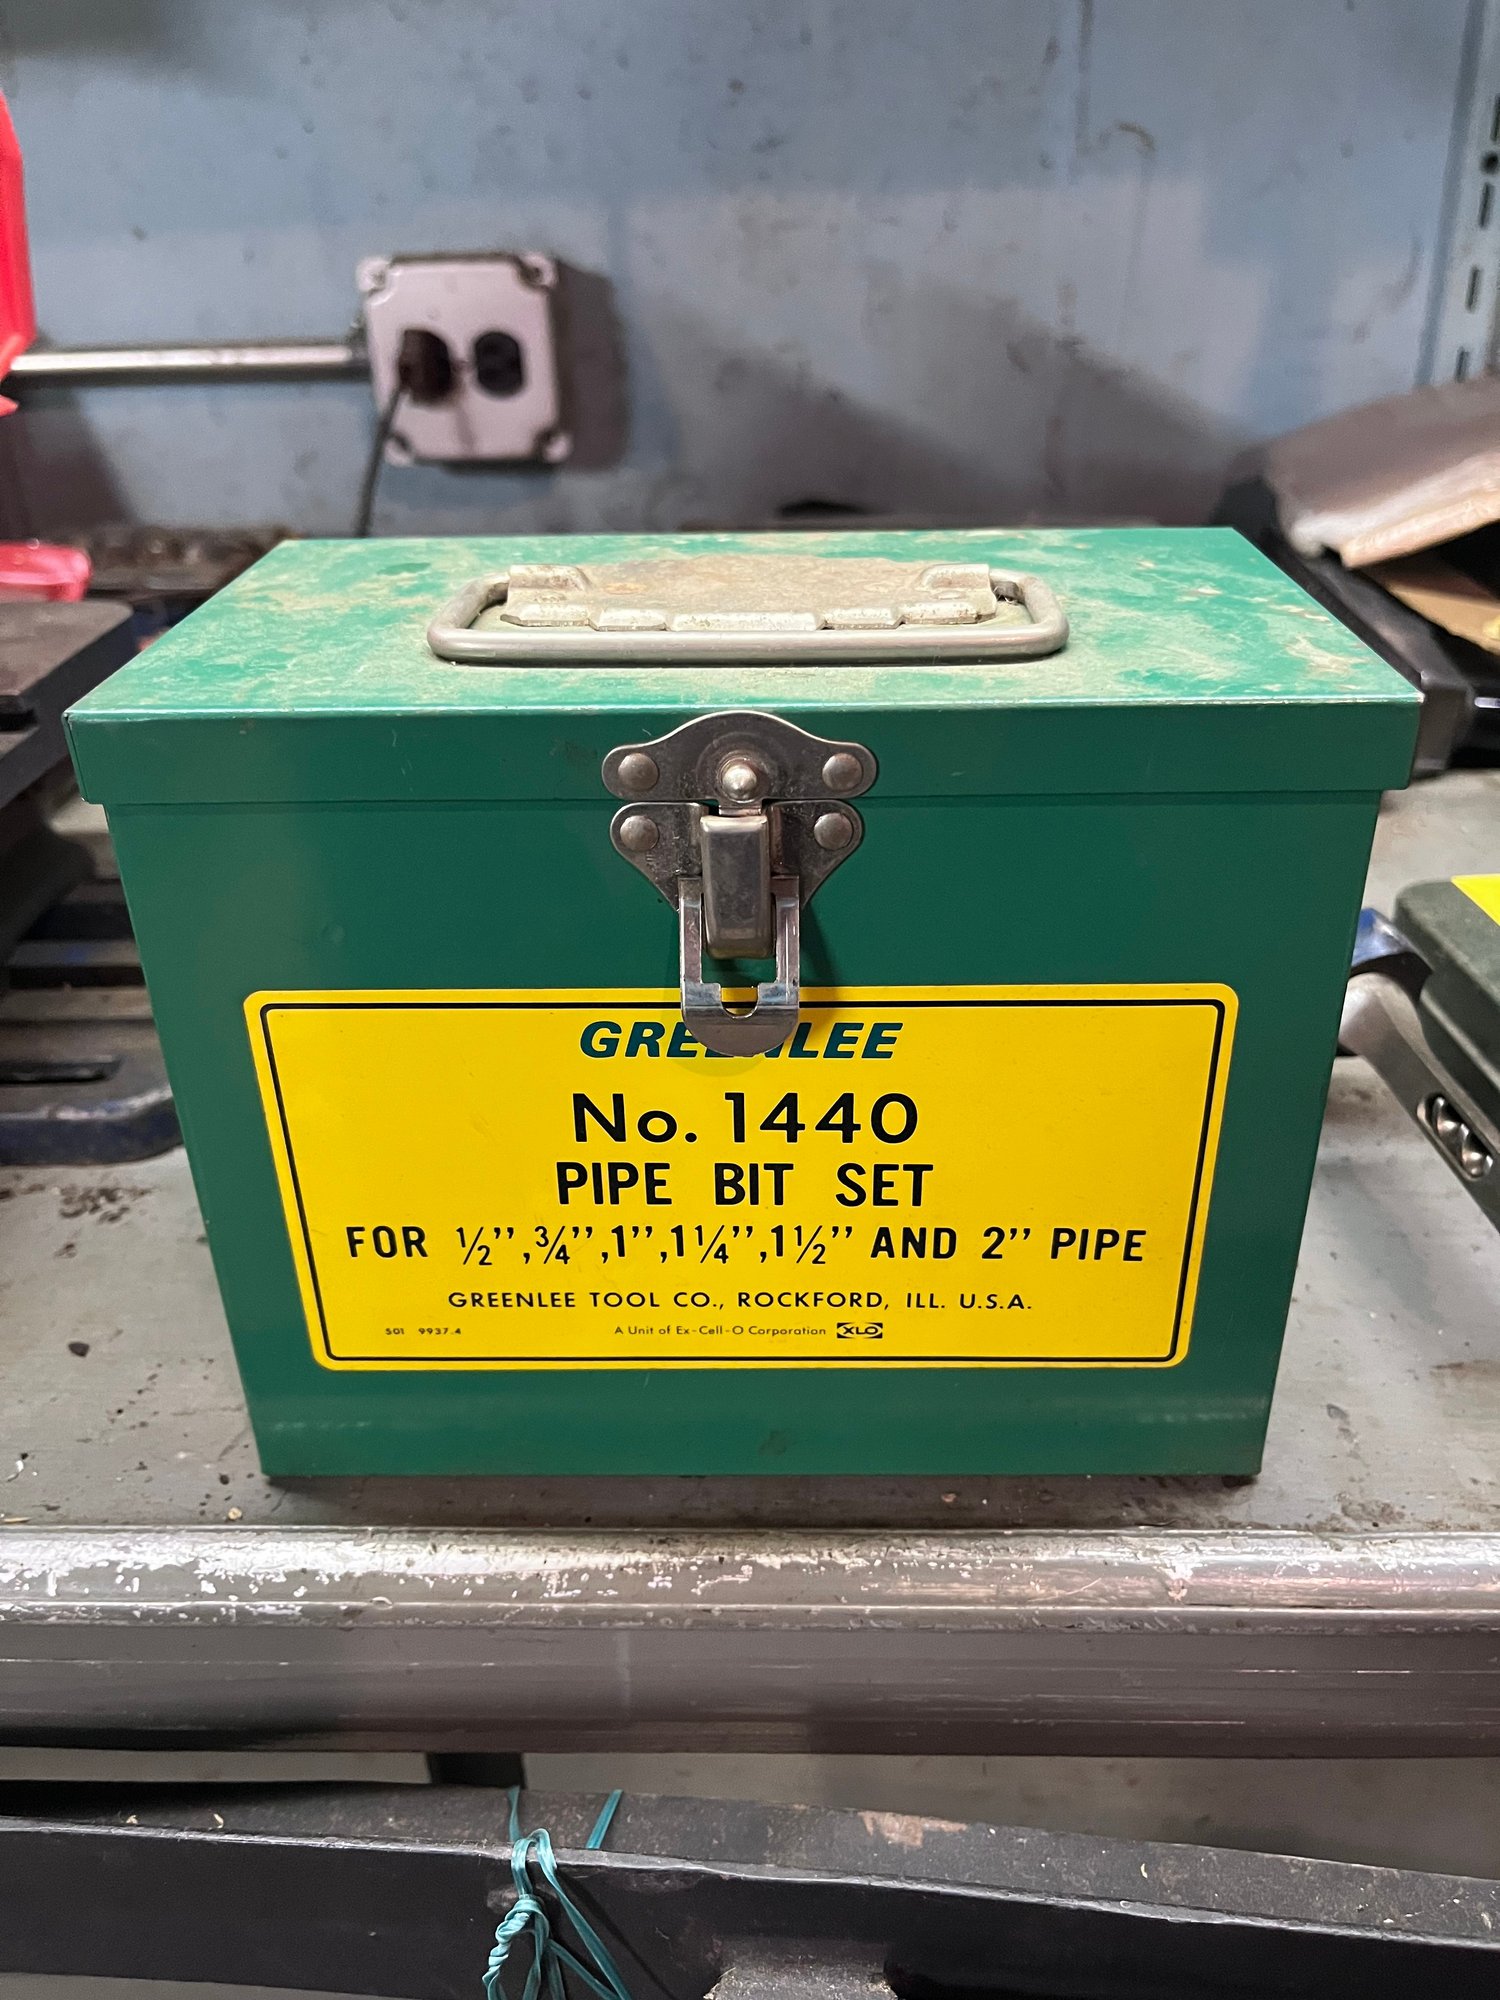 GREENLEE
No. 1440
PIPE BIT SET
FOR ½", ¾", 1", 1¼", 1½" AND 2" PIPE
GREENLEE TOOL CO., ROCKFORD, ILL. U.S.A.
501 9937.4 A Unit of Ex-Cell-O Corporation XLO